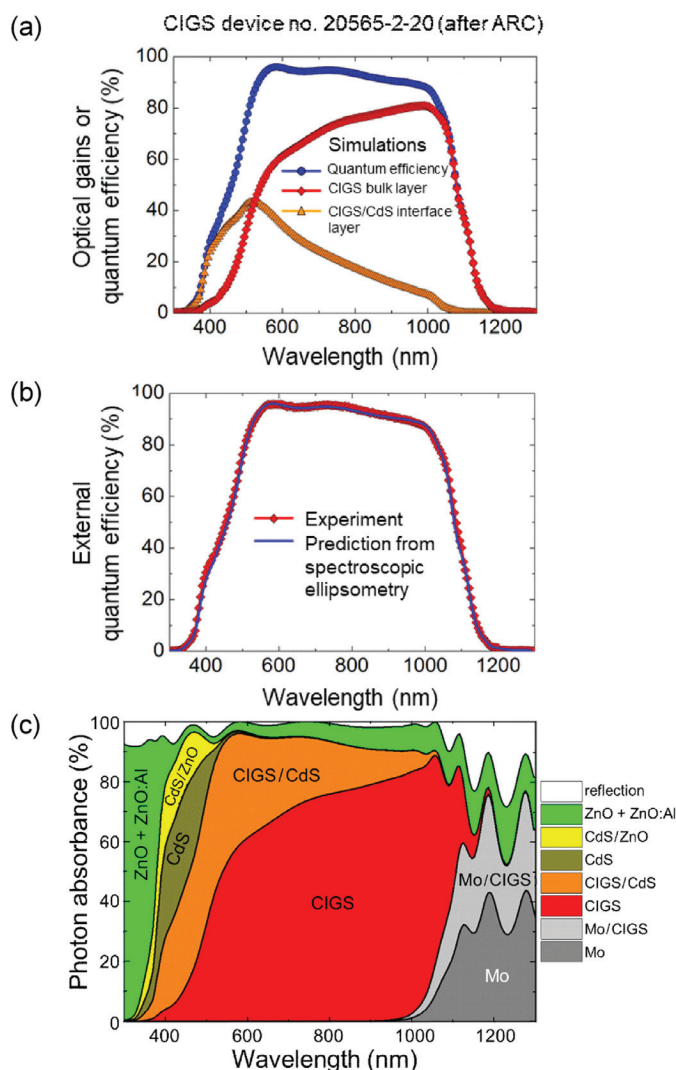 (a)
CIGS device no. 20565-2-20 (after ARC)
Optical gains or
quantum efficiency (%)
100
80
60
40
20
0
Simulations
Quantum efficiency
CIGS bulk layer
CIGS/CdS interface
layer
400 600 800 1000 1200
Wavelength (nm)
(b)
External
quantum efficiency (%)
100
80
60
40
20
0
Experiment
Prediction from
spectroscopic
ellipsometry
400 600 800 1000 1200
Wavelength (nm)
(c)
Photon absorbance (%)
100
80
60
40
20
0
ZnO + ZnO:Al
CdS/ZnO
CdS
CIGS/CdS
CIGS
Mo/CIGS
Mo
reflection
ZnO + ZnO:Al
CdS/ZnO
CdS
CIGS/CdS
CIGS
Mo/CIGS
Mo
400 600 800 1000 1200
Wavelength (nm)